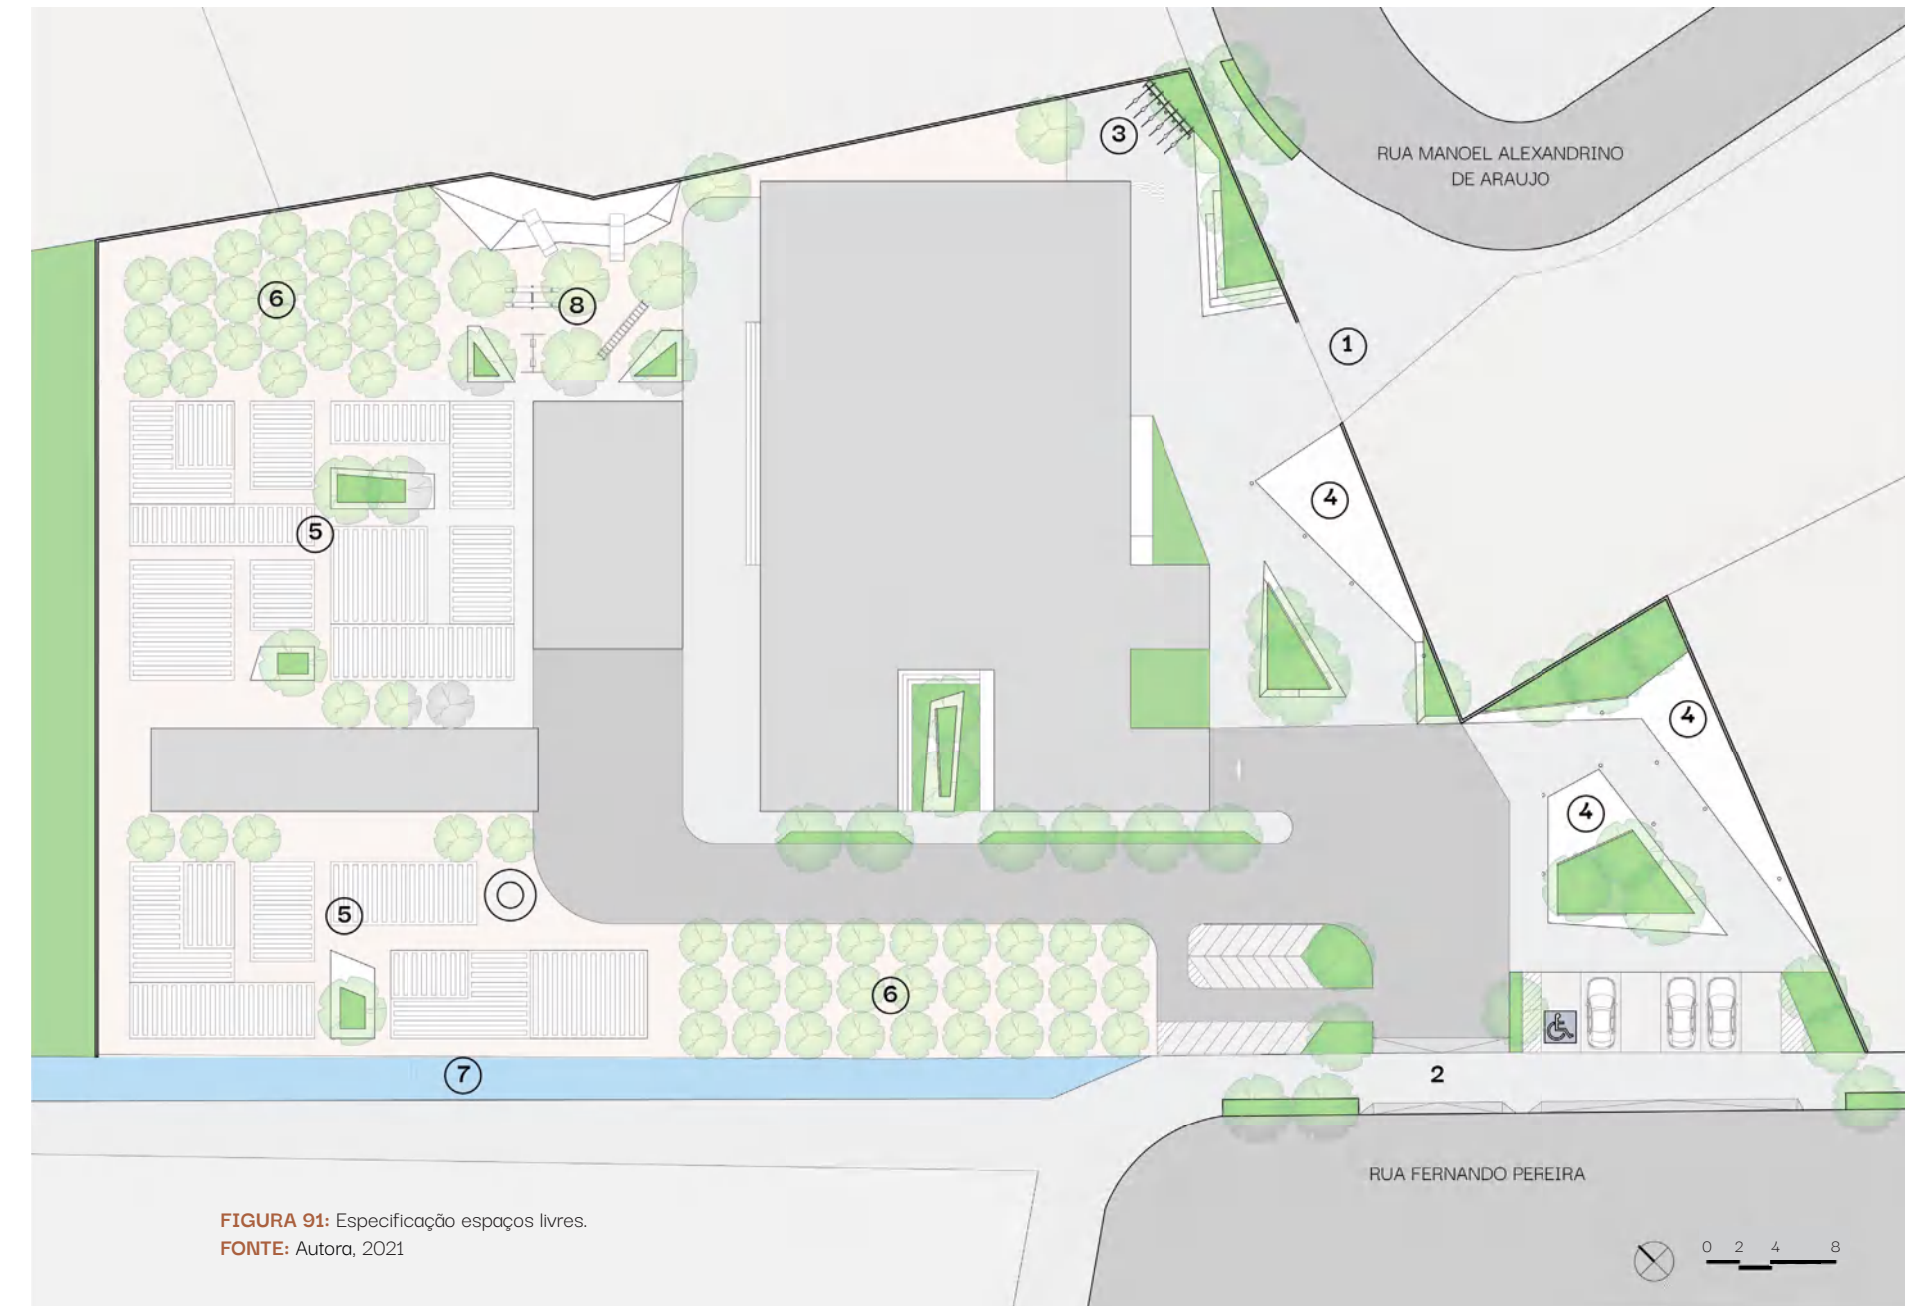 3
RUA MANOEL ALEXANDRINO
DE ARAUJO
6
8
1
4
5
4
4
5
6
7
2
RUA FERNANDO PEREIRA
FIGURA 91: Especificação espaços livres.
FONTE: Autora, 2021
0 2 4 8